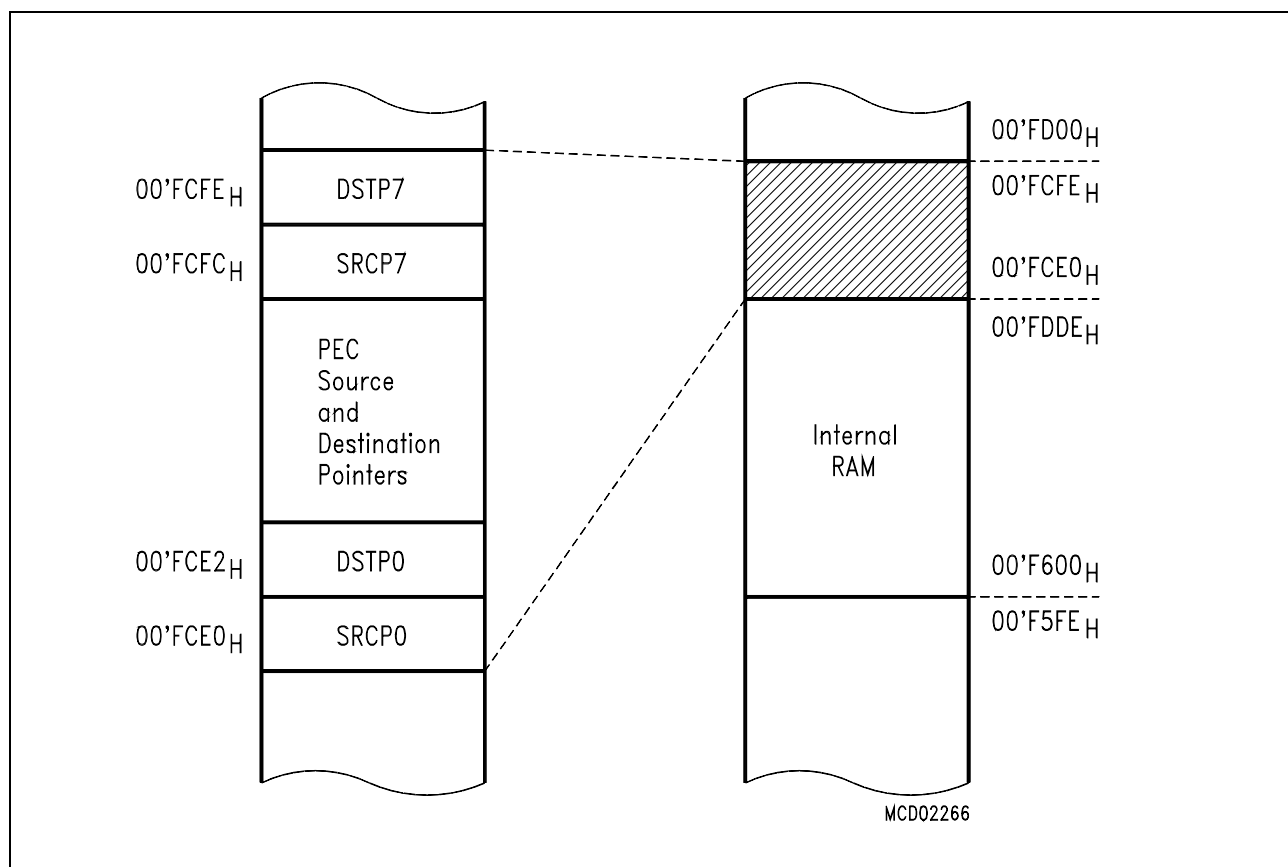 00'FCFEH DSTP7
00'FCFCH SRCP7
PEC
Source
and
Destination
Pointers
00'FCE2H DSTP0
00'FCE0H SRCP0
00'FD00H
00'FCFEH
00'FCE0H
00'FDDEH
Internal
RAM
00'F600H
00'F5FEH
MCD02266